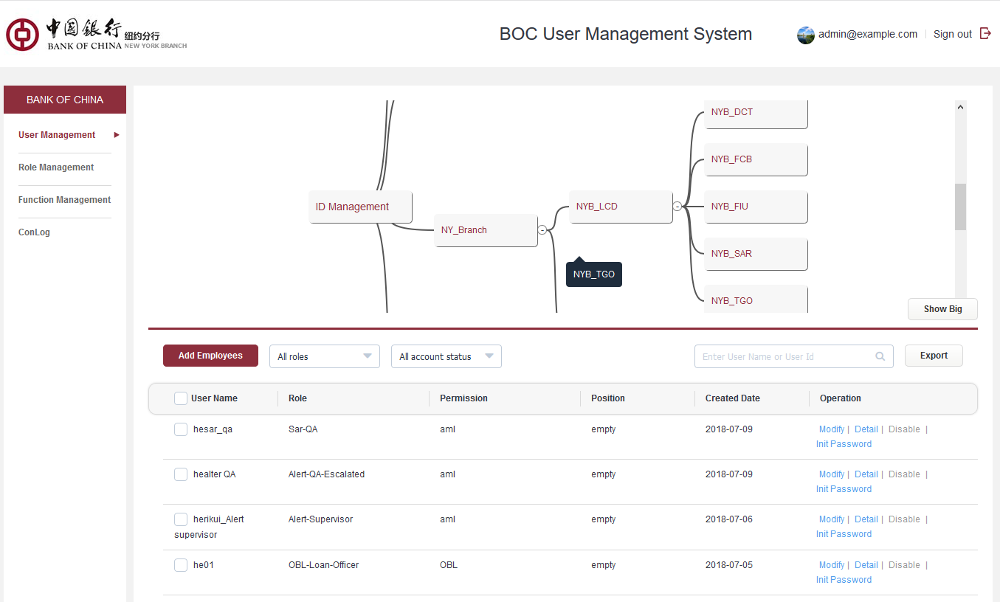 中国银行 纽约分行
BANK OF CHINA NEW YORK BRANCH
BOC User Management System
admin@example.com
Sign out
BANK OF CHINA
User Management
Role Management
Function Management
ConLog
ID Management
NY_Branch
-
NYB_LCD
-
NYB_TGO
NYB_DCT
NYB_FCB
NYB_FIU
NYB_SAR
NYB_TGO
Show Big
Add Employees
All roles
All account status
Enter User Name or User Id
Export
User Name Role Permission Position Created Date Operation
hesar_qa Sar-QA aml empty 2018-07-09 Modify | Detail | Disable |
Init Password
healter QA Alert-QA-Escalated aml empty 2018-07-09 Modify | Detail | Disable |
Init Password
herikui_Alert Alert-Supervisor aml empty 2018-07-06 Modify | Detail | Disable |
supervisor Init Password
he01 OBL-Loan-Officer OBL empty 2018-07-05 Modify | Detail | Disable |
Init Password